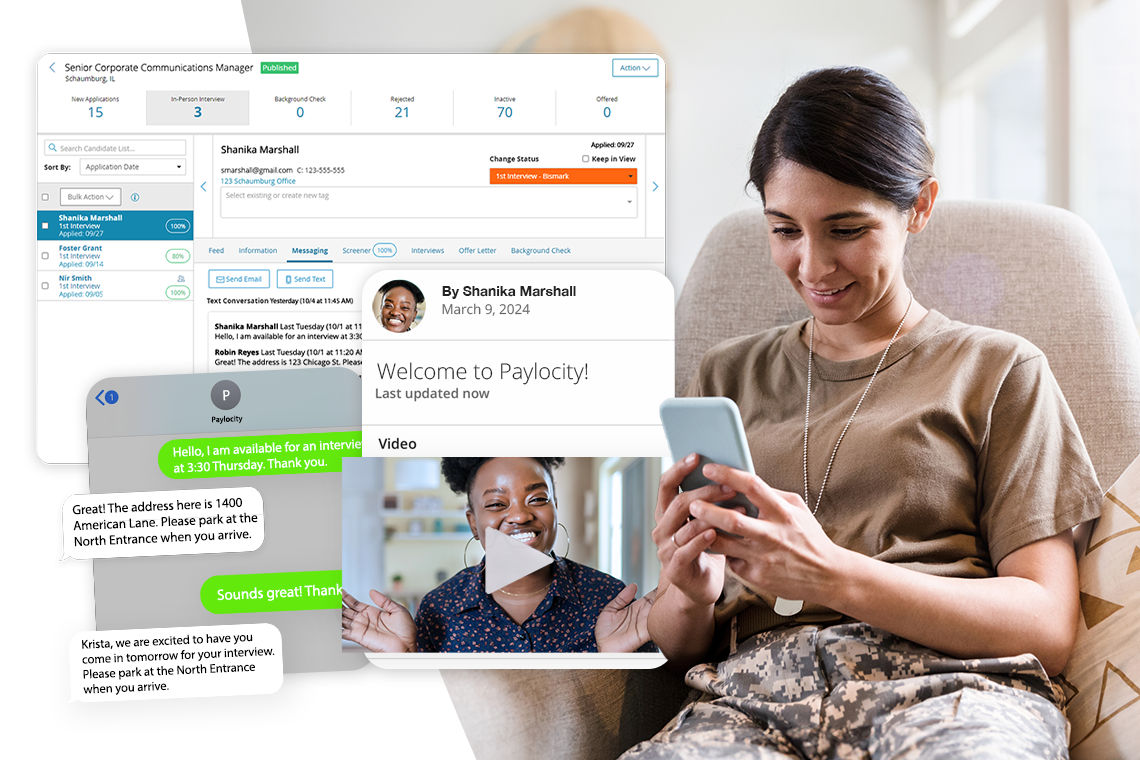 Senior Corporate Communications Manager Published
Schaumburg, IL
Action
New Applications
15
In-Person Interview
3
Background Check
0
Rejected
21
Inactive
70
Offered
0
Search Candidate List...
Sort By: Application Date
Bulk Action
Shanika Marshall
1st Interview
Applied: 09/27
100%
Foster Grant
1st Interview
Applied: 09/14
80%
Nir Smith
1st Interview
Applied: 09/05
100%
Shanika Marshall
Applied: 09/27
smarshall@gmail.com C: 123-555-555
123 Schaumburg Office
Change Status
Keep in View
1st Interview - Bismark
Select existing or create new tag
Feed Information Messaging Screener 100% Interviews Offer Letter Background Check
Send Email Send Text
Text Conversation Yesterday (10/4 at 11:45 AM)
Shanika Marshall Last Tuesday (10/1 at 11
Hello, I am available for an interview at 3:30
Robin Reyes Last Tuesday (10/1 at 11:20 AM
Great! The address is 123 Chicago St. Please
By Shanika Marshall
March 9, 2024
Welcome to Paylocity!
Last updated now
Video
1
P
Paylocity
Hello, I am available for an interview
at 3:30 Thursday. Thank you.
Great! The address here is 1400
American Lane. Please park at the
North Entrance when you arrive.
Sounds great! Thank
Krista, we are excited to have you
come in tomorrow for your interview.
Please park at the North Entrance
when you arrive.